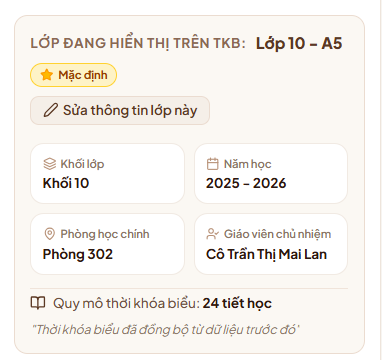 LỚP ĐANG HIỂN THỊ TRÊN TKB: Lớp 10 - A5
Mặc định
Sửa thông tin lớp này
Khối lớp
Khối 10
Năm học
2025 - 2026
Phòng học chính
Phòng 302
Giáo viên chủ nhiệm
Cô Trần Thị Mai Lan
Quy mô thời khóa biểu: 24 tiết học
"Thời khóa biểu đã đồng bộ từ dữ liệu trước đó"